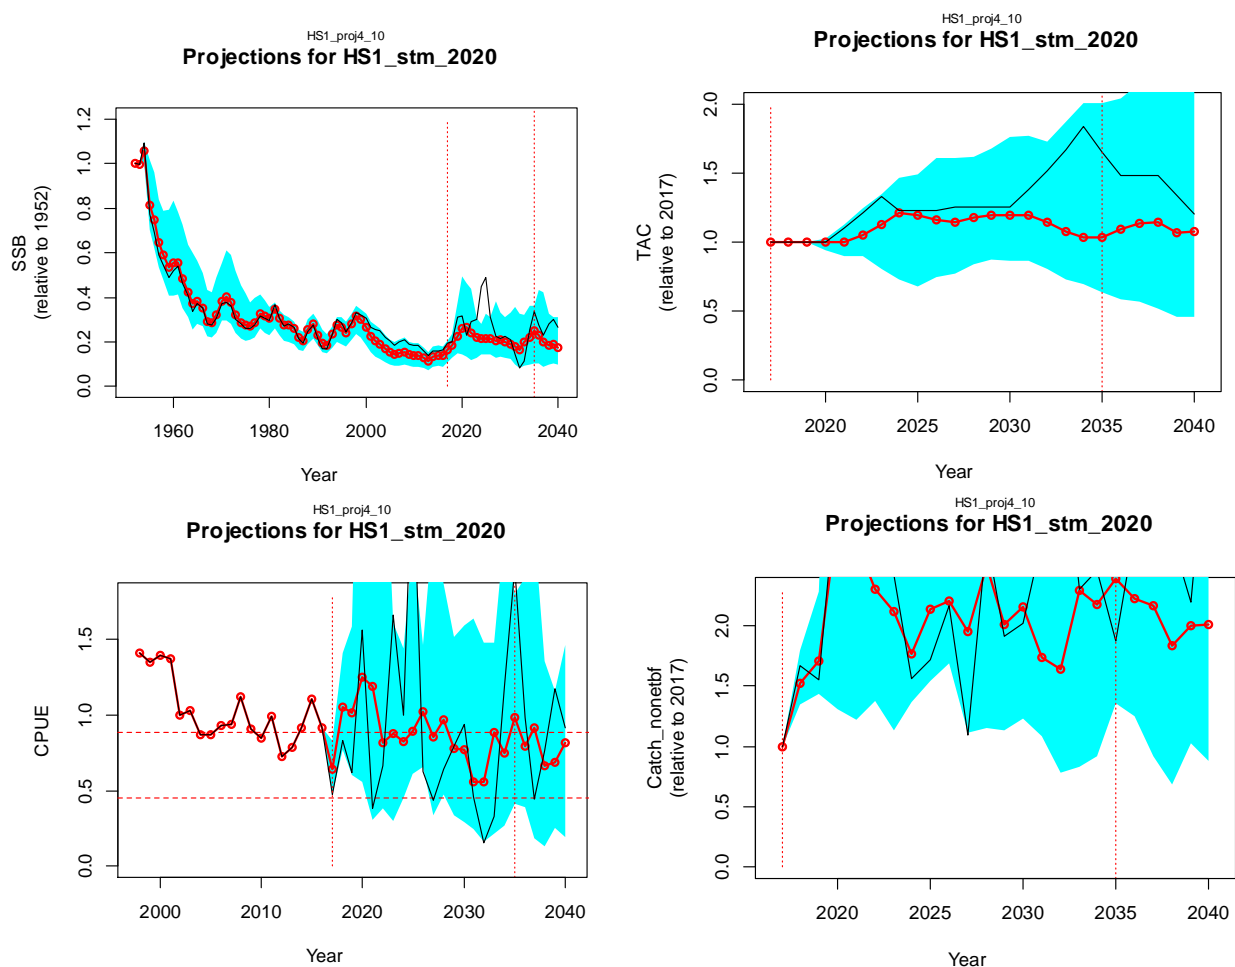 HS1_proj4_10
Projections for HS1_stm_2020
SSB
(relative to 1952)
0.0 0.2 0.4 0.6 0.8 1.0 1.2
1960 1980 2000 2020 2040
Year
HS1_proj4_10
Projections for HS1_stm_2020
TAC
(relative to 2017)
0.0 0.5 1.0 1.5 2.0
2020 2025 2030 2035 2040
Year
HS1_proj4_10
Projections for HS1_stm_2020
CPUE
0.0 0.5 1.0 1.5
2000 2010 2020 2030 2040
Year
HS1_proj4_10
Projections for HS1_stm_2020
Catch_nonetbf
(relative to 2017)
0.0 0.5 1.0 1.5 2.0
2020 2025 2030 2035 2040
Year